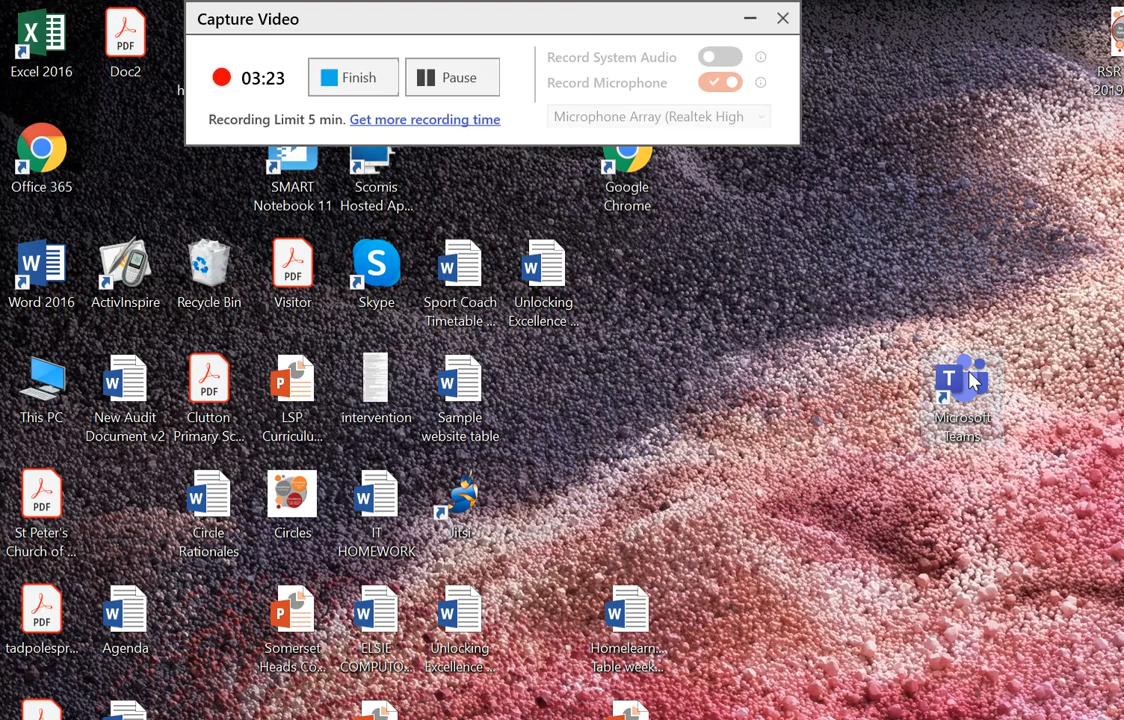 Capture Video
03:23
Finish
Pause
Record System Audio
Record Microphone
Recording Limit 5 min. Get more recording time
Microphone Array (Realtek High
Excel 2016
PDF
Doc2
RSR
2019
Office 365
SMART
Notebook 11
Scomis
Hosted Ap...
Google
Chrome
Word 2016
ActivInspire
Recycle Bin
PDF
Visitor
Skype
Sport Coach
Timetable ...
Unlocking
Excellence ...
This PC
New Audit
Document v2
PDF
Clutton
Primary Sc...
LSP
Curriculu...
intervention
Sample
website table
Microsoft
Teams
PDF
St Peter's
Church of ...
Circle
Rationales
Circles
IT
HOMEWORK
Jitsi
PDF
tadpolespr...
Agenda
Somerset
Heads Co...
ELSIE
COMPUTO...
Unlocking
Excellence ...
Homelearn...
Table week...